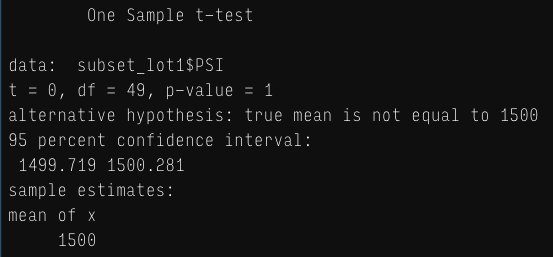 One Sample t-test
data:  subset_lot1$PSI
t = 0, df = 49, p-value = 1
alternative hypothesis: true mean is not equal to 1500
95 percent confidence interval:
 1499.719 1500.281
sample estimates:
mean of x
     1500